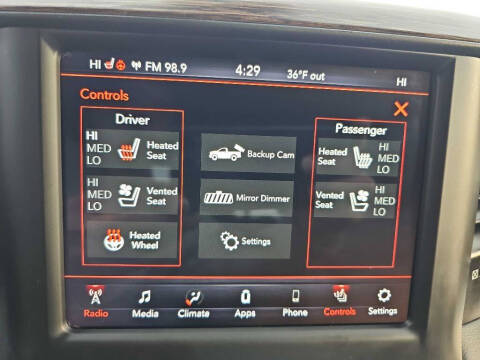 HI FM 98.9 4:29 36°F out HI
Controls
Driver
HI
MED
LO
Heated
Seat
HI
MED
LO
Vented
Seat
Heated
Wheel
Backup Cam
Mirror Dimmer
Settings
Passenger
Heated
Seat
HI
MED
LO
Vented
Seat
HI
MED
LO
Radio Media Climate Apps Phone Controls Settings